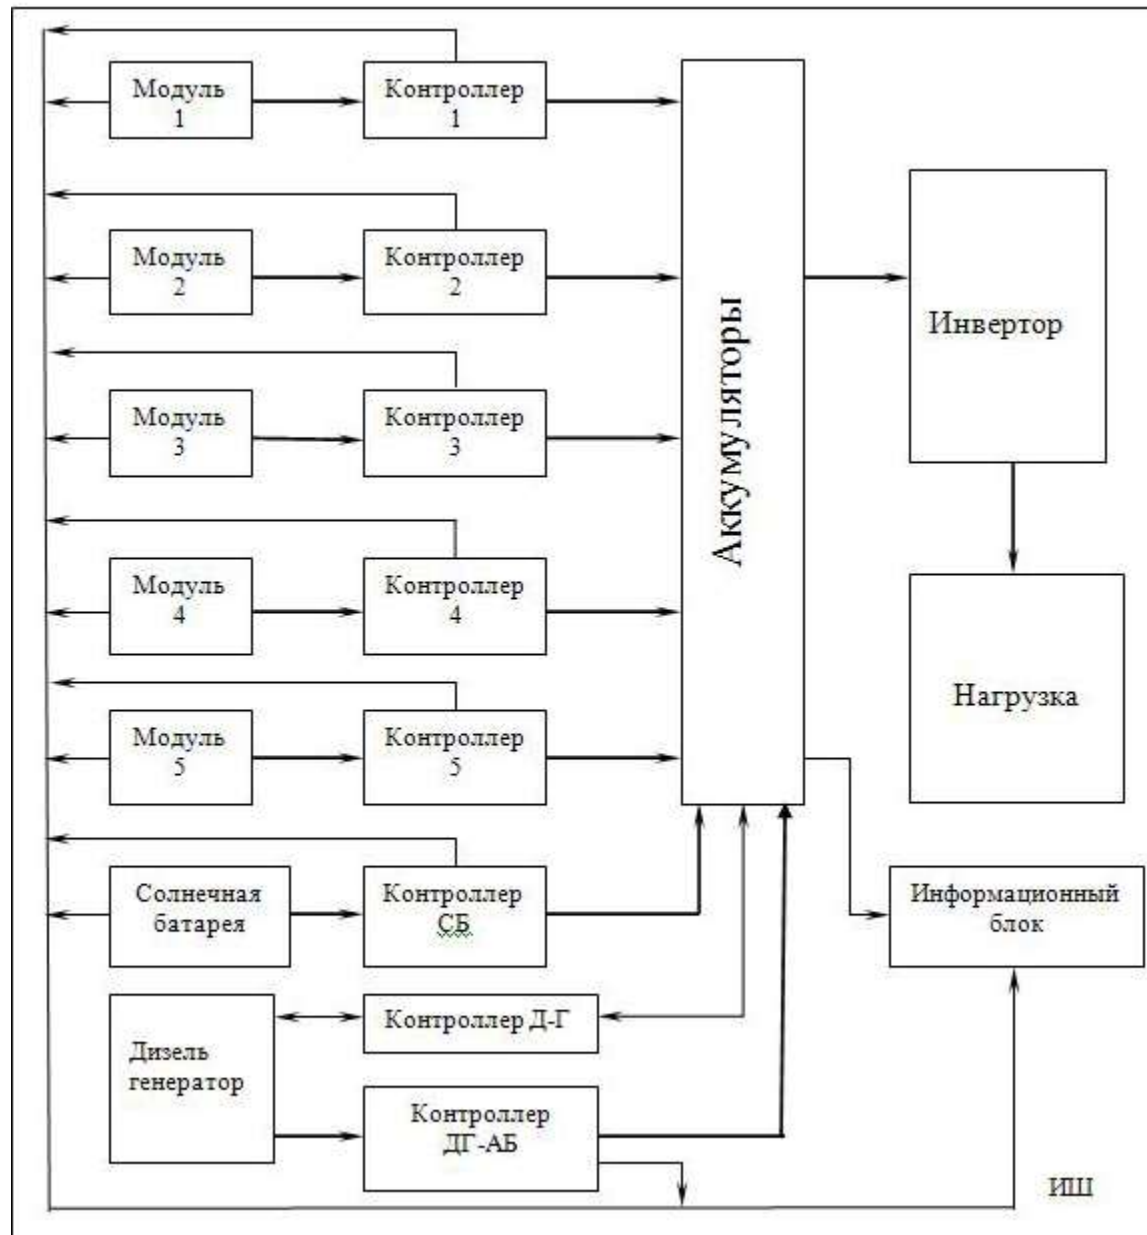 Модуль
1
Контроллер
1
Модуль
2
Контроллер
2
Модуль
3
Контроллер
3
Модуль
4
Контроллер
4
Модуль
5
Контроллер
5
Аккумуляторы
Инвертор
Нагрузка
Солнечная
батарея
Контроллер
СБ
Информационный
блок
Контроллер Д-Г
Дизель
генератор
Контроллер
ДГ-АБ
ИШ